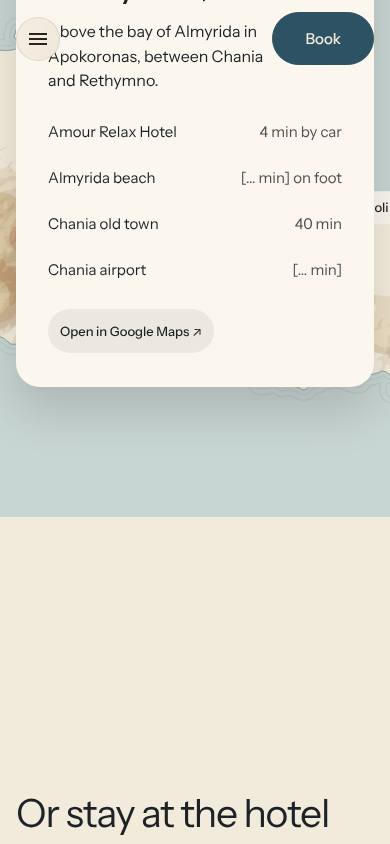 Book
bove the bay of Almyrida in
Apokoronas, between Chania
and Rethymno.
Amour Relax Hotel 4 min by car
Almyrida beach [... min] on foot
Chania old town 40 min
Chania airport [... min]
oli
Open in Google Maps ↗
Or stay at the hotel